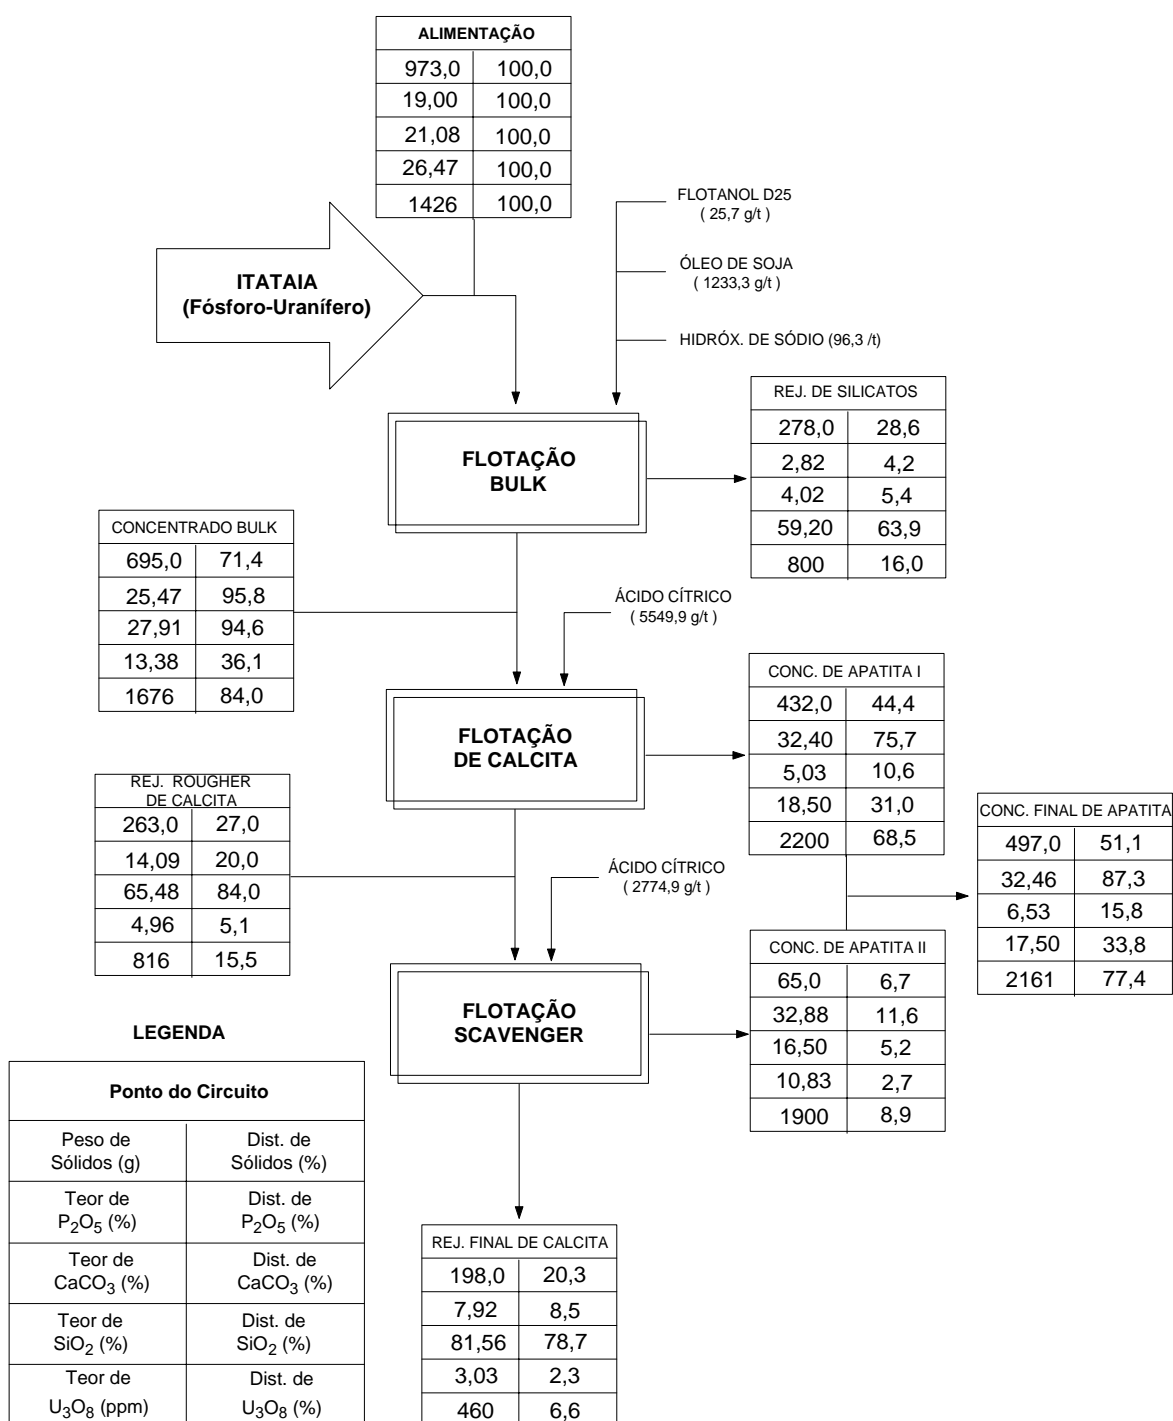 ALIMENTAÇÃO
973,0 100,0
19,00 100,0
21,08 100,0
26,47 100,0
1426 100,0
FLOTANOL D25
( 25,7 g/t )
ÓLEO DE SOJA
( 1233,3 g/t )
HIDRÓX. DE SÓDIO (96,3 /t)
ITATAIA
(Fósforo-Uranífero)
FLOTAÇÃO
BULK
REJ. DE SILICATOS
278,0 28,6
2,82 4,2
4,02 5,4
59,20 63,9
800 16,0
CONCENTRADO BULK
695,0 71,4
25,47 95,8
27,91 94,6
13,38 36,1
1676 84,0
ÁCIDO CÍTRICO
( 5549,9 g/t )
FLOTAÇÃO
DE CALCITA
CONC. DE APATITA I
432,0 44,4
32,40 75,7
5,03 10,6
18,50 31,0
2200 68,5
REJ. ROUGHER
DE CALCITA
263,0 27,0
14,09 20,0
65,48 84,0
4,96 5,1
816 15,5
CONC. FINAL DE APATITA
497,0 51,1
32,46 87,3
6,53 15,8
17,50 33,8
2161 77,4
ÁCIDO CÍTRICO
( 2774,9 g/t )
FLOTAÇÃO
SCAVENGER
CONC. DE APATITA II
65,0 6,7
32,88 11,6
16,50 5,2
10,83 2,7
1900 8,9
LEGENDA
Ponto do Circuito
Peso de Dist. de
Sólidos (g) Sólidos (%)
Teor de Dist. de
P2O5 (%) P2O5 (%)
Teor de Dist. de
CaCO3 (%) CaCO3 (%)
Teor de Dist. de
SiO2 (%) SiO2 (%)
Teor de Dist. de
U3O8 (ppm) U3O8 (%)
REJ. FINAL DE CALCITA
198,0 20,3
7,92 8,5
81,56 78,7
3,03 2,3
460 6,6